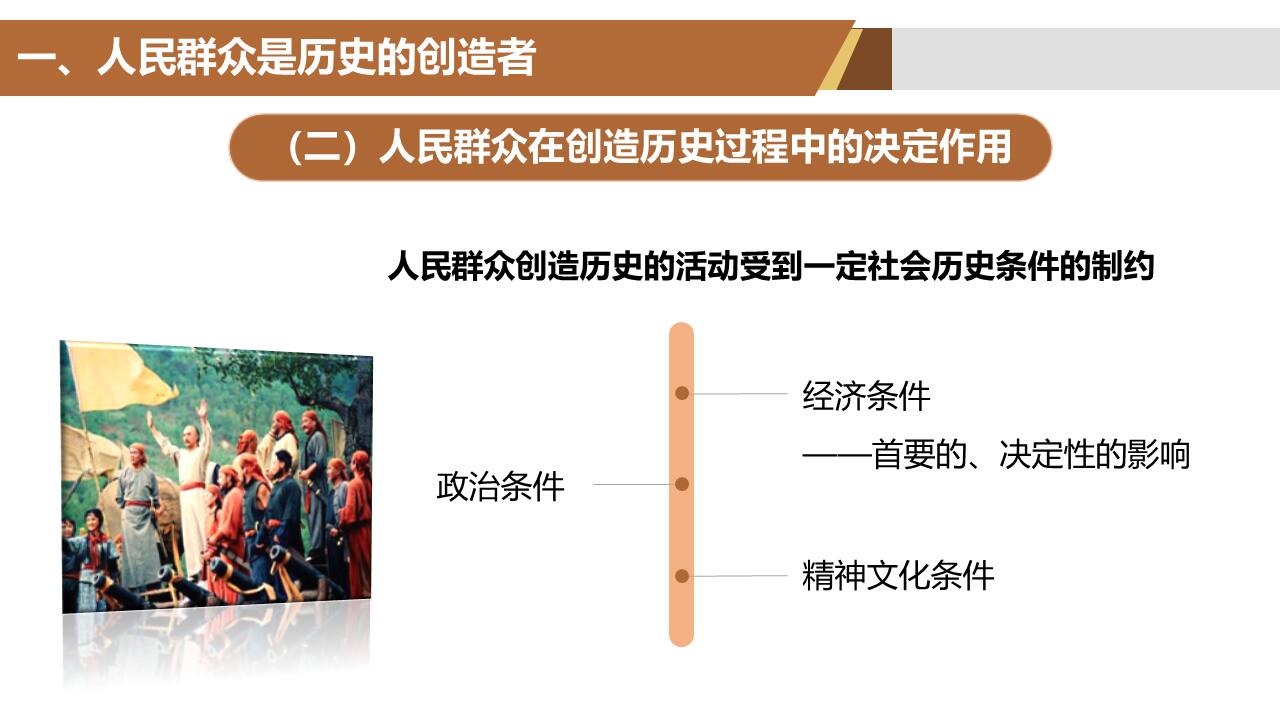 一、人民群众是历史的创造者
（二）人民群众在创造历史过程中的决定作用
人民群众创造历史的活动受到一定社会历史条件的制约
经济条件
——首要的、决定性的影响
政治条件
精神文化条件